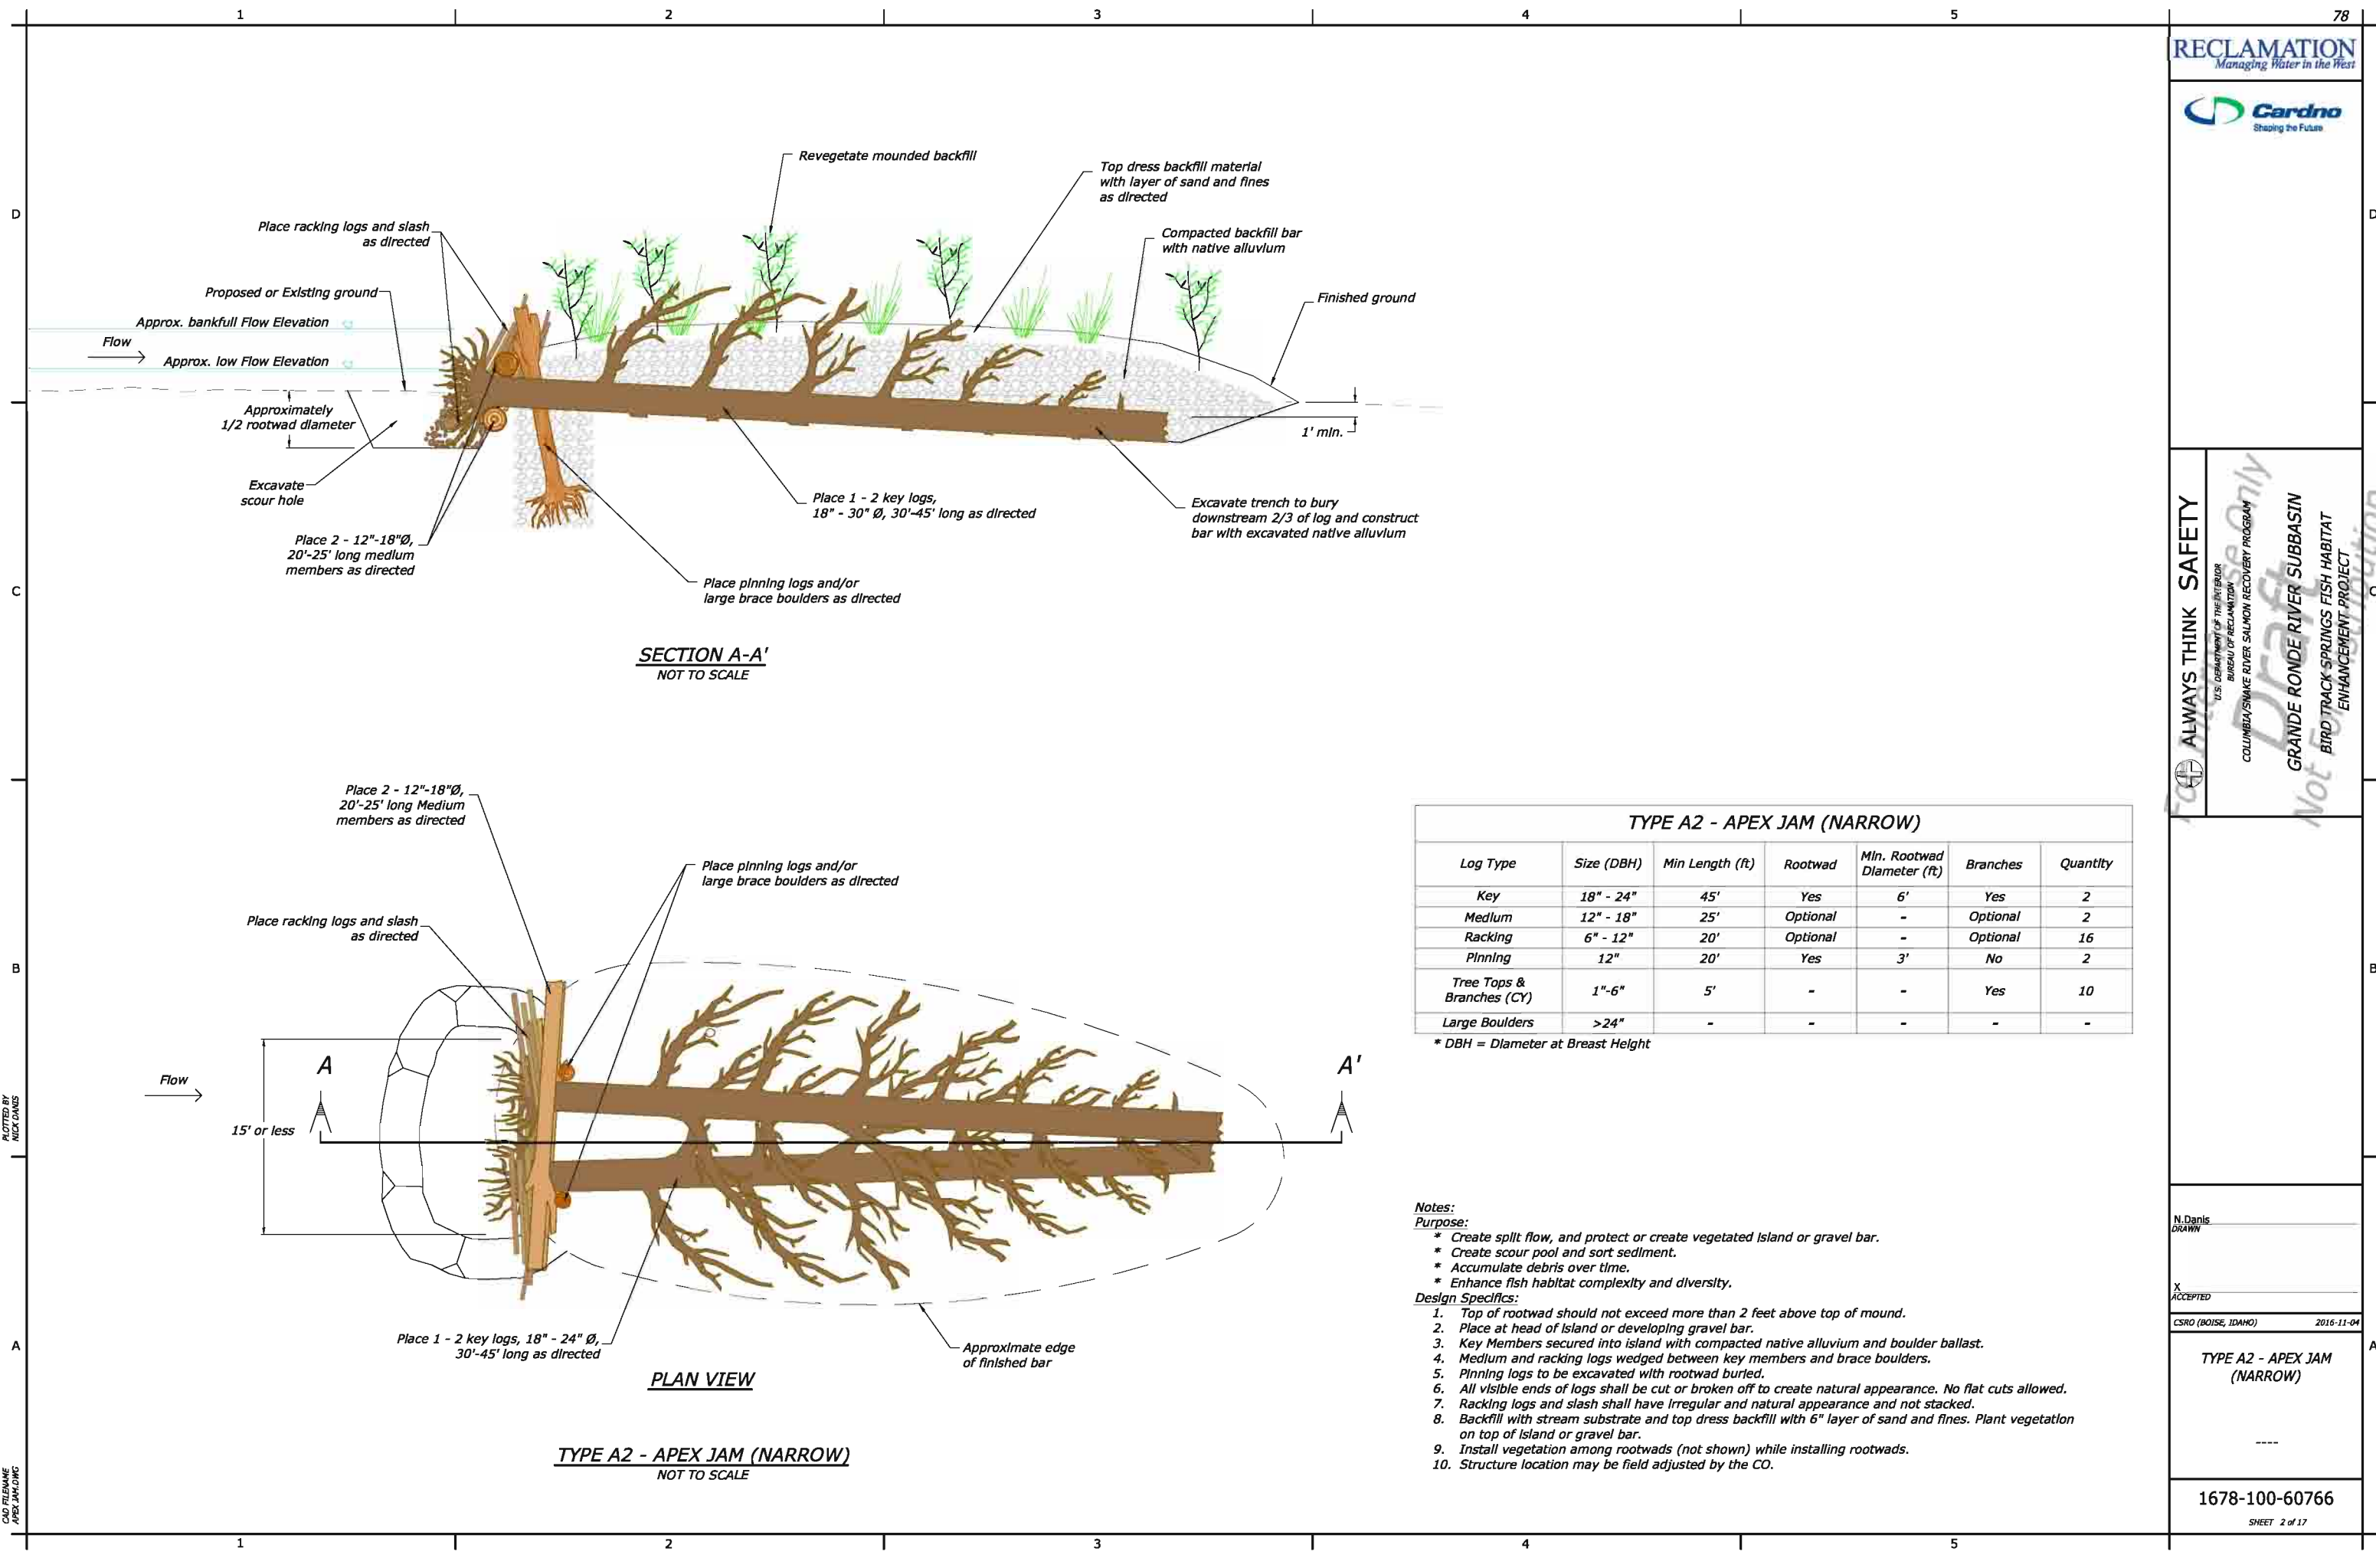 1 2 3 4 5
78
RECLAMATION
Managing Water in the West
Cardno
Shaping the Future
D
D
C
C
B
B
A
A
Revegetate mounded backfill
Top dress backfill material
with layer of sand and fines
as directed
Place racking logs and slash
as directed
Compacted backfill bar
with native alluvium
Proposed or Existing ground
Finished ground
Approx. bankfull Flow Elevation
Flow
Approx. low Flow Elevation
Approximately
1/2 rootwad diameter
1' min.
Excavate
scour hole
Place 1 - 2 key logs,
18" - 30" Ø, 30'-45' long as directed
Excavate trench to bury
downstream 2/3 of log and construct
bar with excavated native alluvium
Place 2 - 12"-18"Ø,
20'-25' long medium
members as directed
Place pinning logs and/or
large brace boulders as directed
SECTION A-A'
NOT TO SCALE
Place 2 - 12"-18"Ø,
20'-25' long Medium
members as directed
Place pinning logs and/or
large brace boulders as directed
Place racking logs and slash
as directed
A
A'
Flow
15' or less
Place 1 - 2 key logs, 18" - 24" Ø,
30'-45' long as directed
Approximate edge
of finished bar
PLAN VIEW
TYPE A2 - APEX JAM (NARROW)
NOT TO SCALE
TYPE A2 - APEX JAM (NARROW)
Log Type Size (DBH) Min Length (ft) Rootwad Min. Rootwad Diameter (ft) Branches Quantity
Key 18" - 24" 45' Yes 6' Yes 2
Medium 12" - 18" 25' Optional - Optional 2
Racking 6" - 12" 20' Optional - Optional 16
Pinning 12" 20' Yes 3' No 2
Tree Tops & Branches (CY) 1"-6" 5' - - Yes 10
Large Boulders >24" - - - - -
* DBH = Diameter at Breast Height
Notes:
Purpose:
* Create split flow, and protect or create vegetated island or gravel bar.
* Create scour pool and sort sediment.
* Accumulate debris over time.
* Enhance fish habitat complexity and diversity.
Design Specifics:
1. Top of rootwad should not exceed more than 2 feet above top of mound.
2. Place at head of island or developing gravel bar.
3. Key Members secured into island with compacted native alluvium and boulder ballast.
4. Medium and racking logs wedged between key members and brace boulders.
5. Pinning logs to be excavated with rootwad buried.
6. All visible ends of logs shall be cut or broken off to create natural appearance. No flat cuts allowed.
7. Racking logs and slash shall have irregular and natural appearance and not stacked.
8. Backfill with stream substrate and top dress backfill with 6" layer of sand and fines. Plant vegetation
on top of island or gravel bar.
9. Install vegetation among rootwads (not shown) while installing rootwads.
10. Structure location may be field adjusted by the CO.
ALWAYS THINK SAFETY
U.S. DEPARTMENT OF THE INTERIOR
BUREAU OF RECLAMATION
COLUMBIA/SNAKE RIVER SALMON RECOVERY PROGRAM
GRANDE RONDE RIVER SUBBASIN
BIRD TRACK SPRINGS FISH HABITAT
ENHANCEMENT PROJECT
For Internal Use Only
Draft
Not For Distribution
N.Danis
DRAWN
X
ACCEPTED
CSRO (BOISE, IDAHO) 2016-11-04
TYPE A2 - APEX JAM
(NARROW)
----
1678-100-60766
SHEET 2 of 17
PLOTTED BY
NICK DANIS
CAD FILENAME
APEX JAM.DWG
1 2 3 4 5